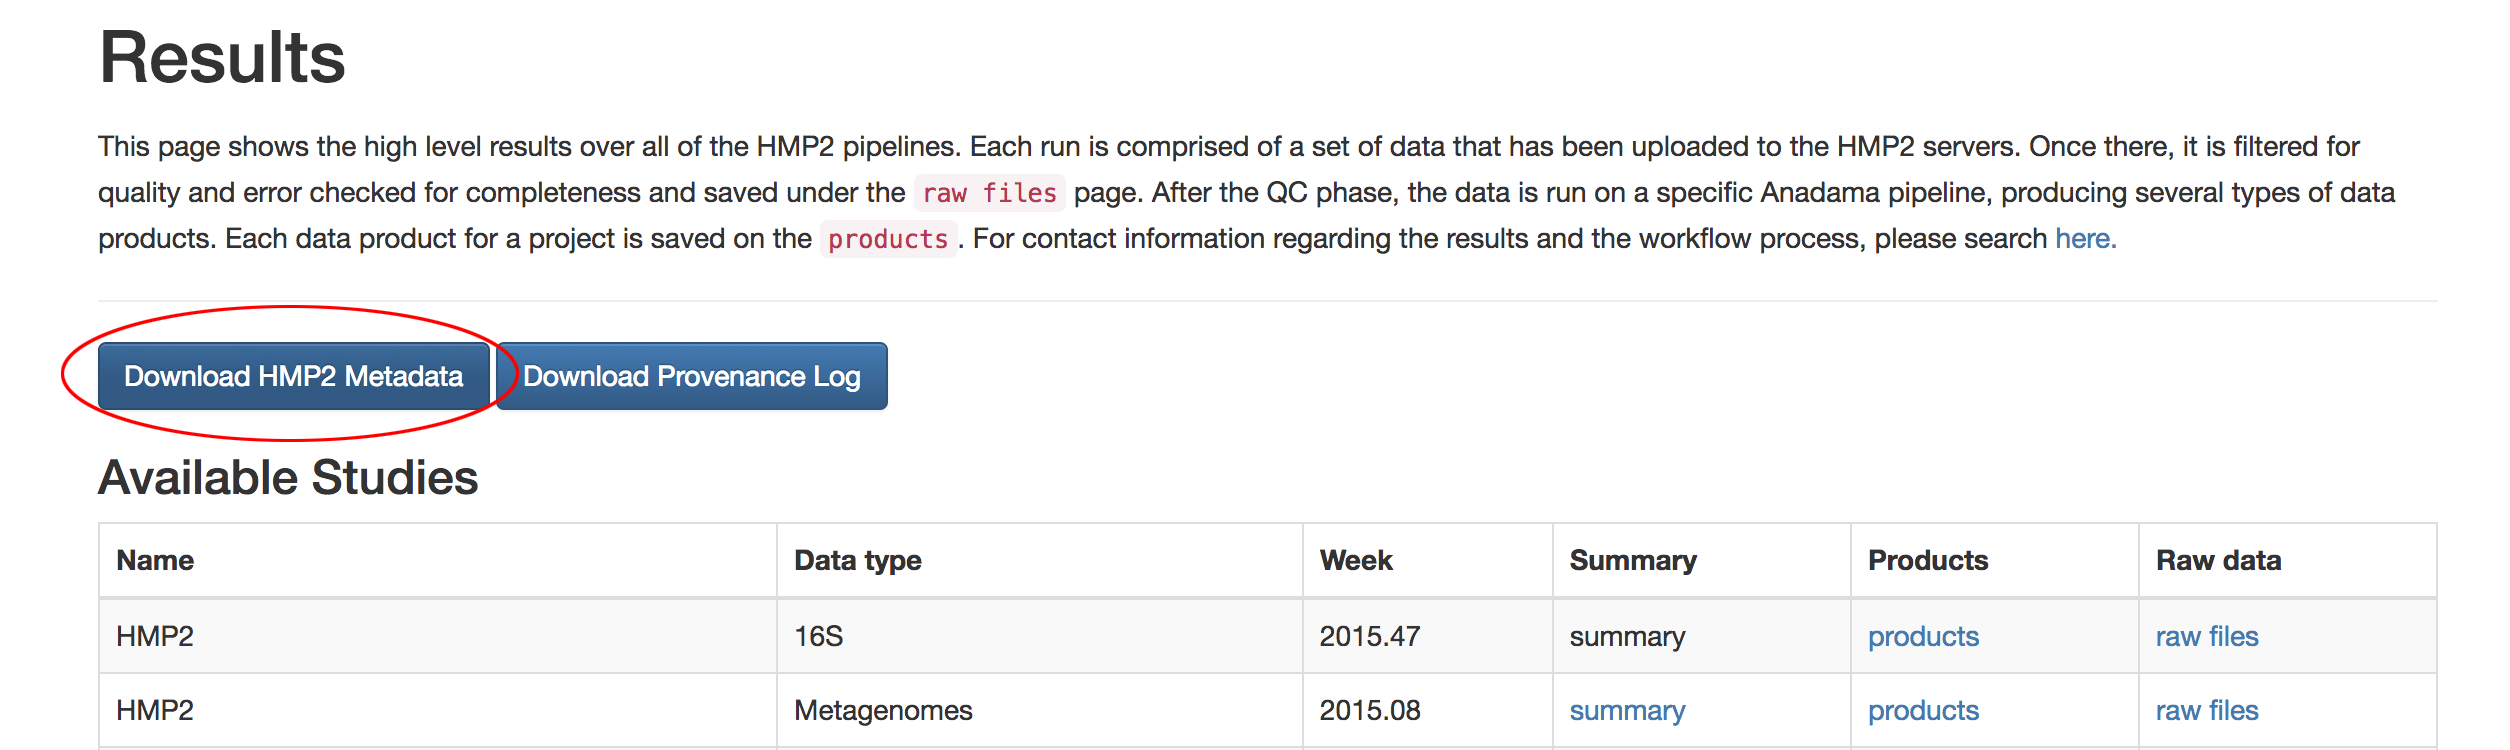 Results
This page shows the high level results over all of the HMP2 pipelines. Each run is comprised of a set of data that has been uploaded to the HMP2 servers. Once there, it is filtered for
quality and error checked for completeness and saved under the raw files page. After the QC phase, the data is run on a specific Anadama pipeline, producing several types of data
products. Each data product for a project is saved on the products. For contact information regarding the results and the workflow process, please search here.
Download HMP2 Metadata Download Provenance Log
Available Studies
Name Data type Week Summary Products Raw data
HMP2 16S 2015.47 summary products raw files
HMP2 Metagenomes 2015.08 summary products raw files